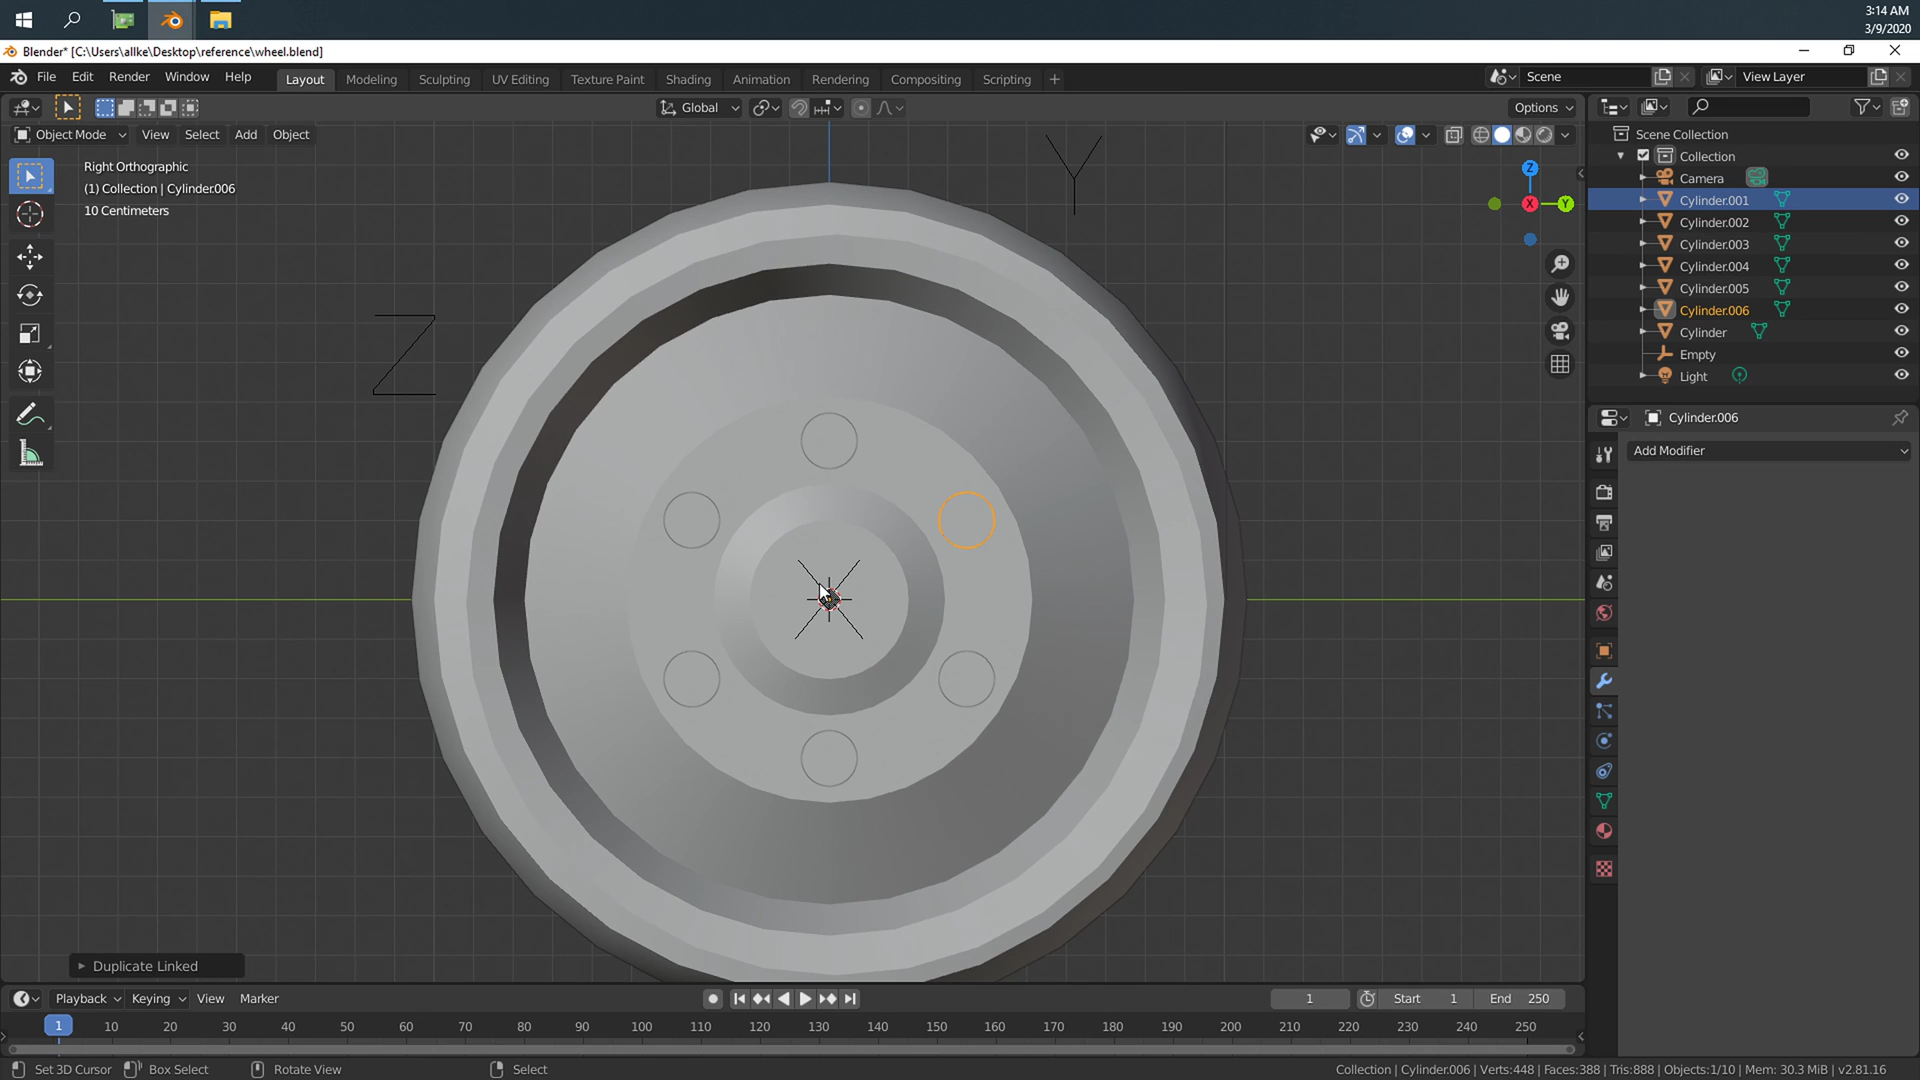 3:14 AM
3/9/2020
Blender* [C:\Users\allke\Desktop\reference\wheel.blend]
File Edit Render Window Help Layout Modeling Sculpting UV Editing Texture Paint Shading Animation Rendering Compositing Scripting + Scene View Layer
Global Options
Object Mode View Select Add Object
Right Orthographic
(1) Collection | Cylinder.006
10 Centimeters
Y
Z
Z
X
Y
Scene Collection
Collection
Camera
Cylinder.001
Cylinder.002
Cylinder.003
Cylinder.004
Cylinder.005
Cylinder.006
Cylinder
Empty
Light
Cylinder.006
Add Modifier
Duplicate Linked
Playback Keying View Marker 1 Start 1 End 250
1 10 20 30 40 50 60 70 80 90 100 110 120 130 140 150 160 170 180 190 200 210 220 230 240 250
Set 3D Cursor Box Select Rotate View Select Collection | Cylinder.006 | Verts:448 | Faces:388 | Tris:888 | Objects:1/10 | Mem: 30.3 MiB | v2.81.16